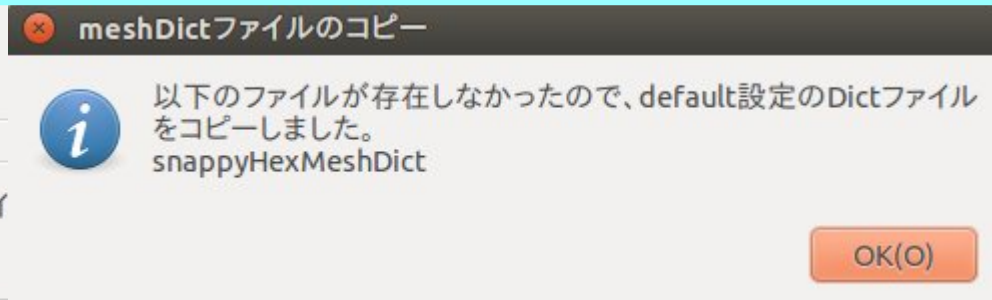 meshDictファイルのコピー
以下のファイルが存在しなかったので、default設定のDictファイル
をコピーしました。
snappyHexMeshDict
OK(O)